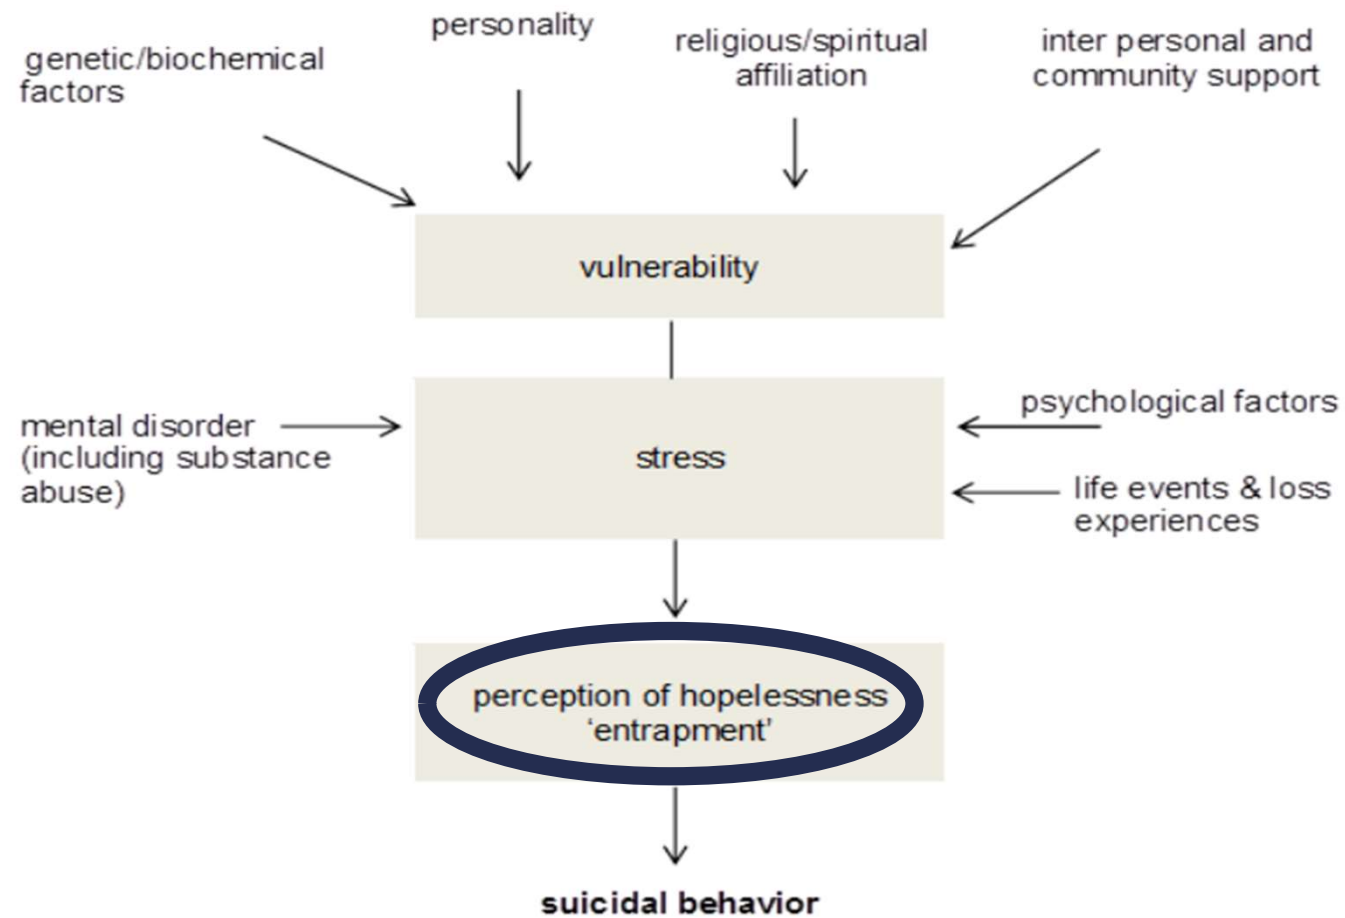 personality
genetic/biochemical
factors
religious/spiritual
affiliation
inter personal and
community support
vulnerability
mental disorder
(including substance
abuse)
stress
psychological factors
life events & loss
experiences
perception of hopelessness
‘entrapment’
suicidal behavior